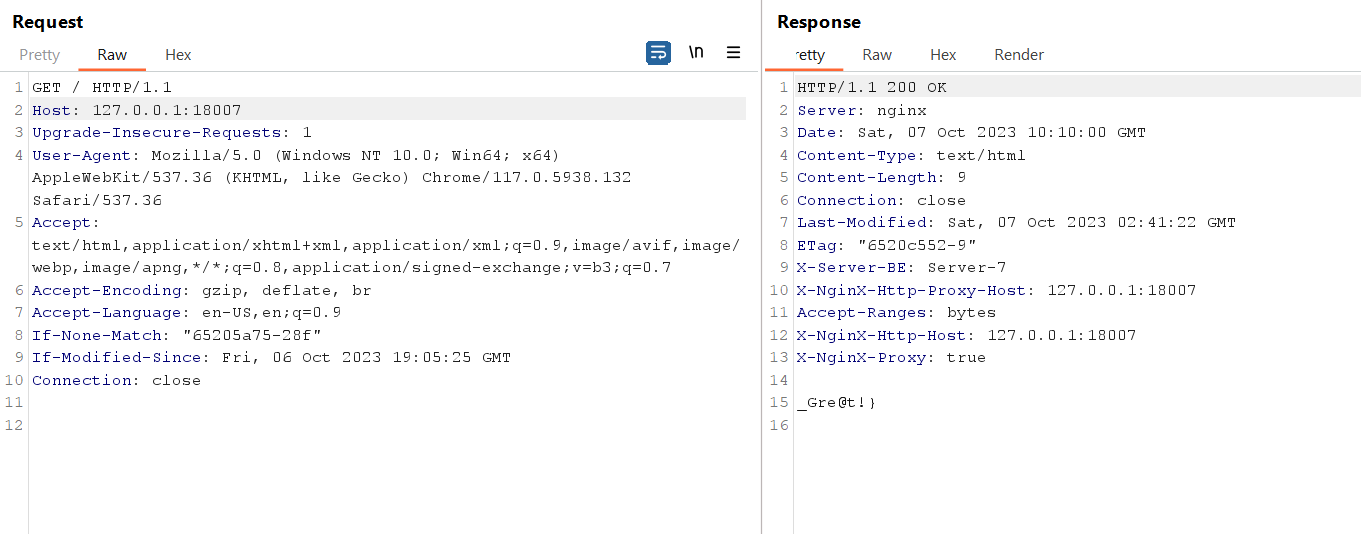 Request
Pretty Raw Hex \n
1 GET / HTTP/1.1
2 Host: 127.0.0.1:18007
3 Upgrade-Insecure-Requests: 1
4 User-Agent: Mozilla/5.0 (Windows NT 10.0; Win64; x64)
AppleWebKit/537.36 (KHTML, like Gecko) Chrome/117.0.5938.132
Safari/537.36
5 Accept:
text/html,application/xhtml+xml,application/xml;q=0.9,image/avif,image/
webp,image/apng,*/*;q=0.8,application/signed-exchange;v=b3;q=0.7
6 Accept-Encoding: gzip, deflate, br
7 Accept-Language: en-US,en;q=0.9
8 If-None-Match: "65205a75-28f"
9 If-Modified-Since: Fri, 06 Oct 2023 19:05:25 GMT
10 Connection: close
11
12
Response
retty Raw Hex Render
1 HTTP/1.1 200 OK
2 Server: nginx
3 Date: Sat, 07 Oct 2023 10:10:00 GMT
4 Content-Type: text/html
5 Content-Length: 9
6 Connection: close
7 Last-Modified: Sat, 07 Oct 2023 02:41:22 GMT
8 ETag: "6520c552-9"
9 X-Server-BE: Server-7
10 X-NginX-Http-Proxy-Host: 127.0.0.1:18007
11 Accept-Ranges: bytes
12 X-NginX-Http-Host: 127.0.0.1:18007
13 X-NginX-Proxy: true
14
15 _Gre@t!}
16